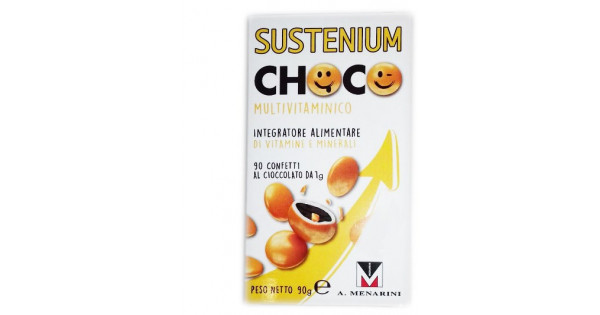 SUSTENIUM
CHOCO
MULTIVITAMINICO
INTEGRATORE ALIMENTARE
DI VITAMINE E MINERALI
90 CONFETTI
AL CIOCCOLATO DA 1g
PESO NETTO 90g e
A. MENARINI